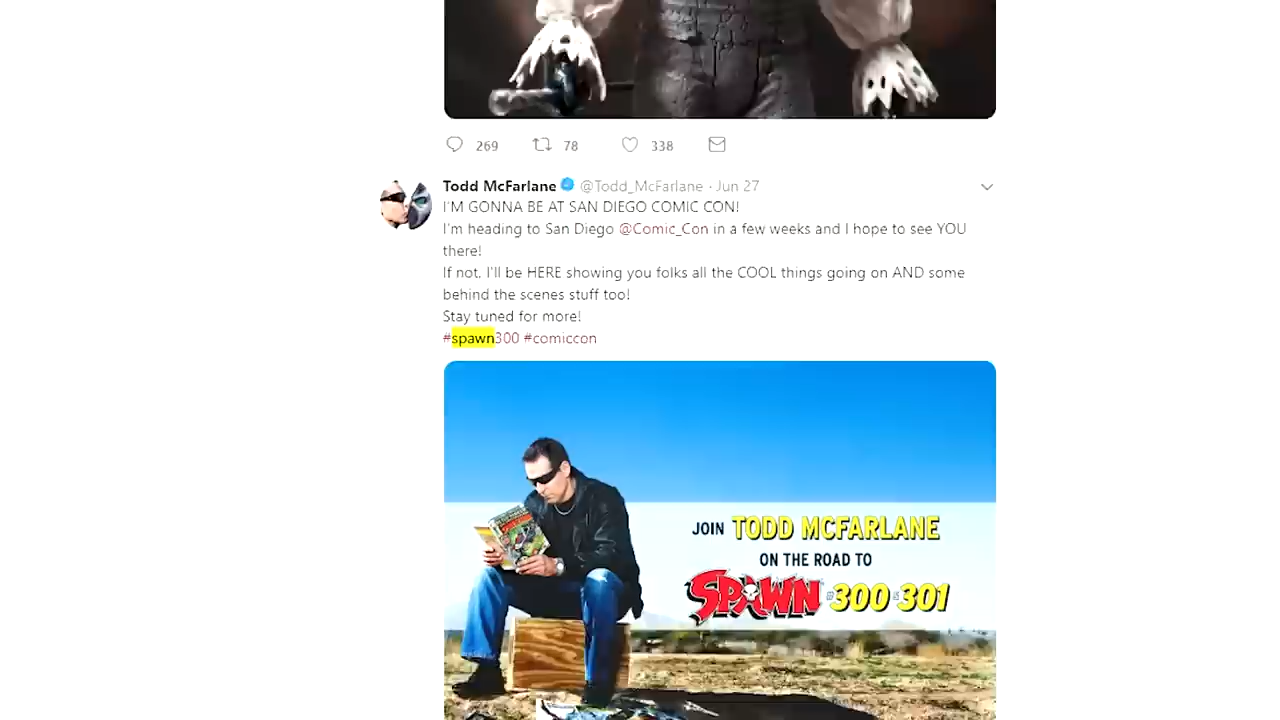 269 78 338
Todd McFarlane @Todd_McFarlane · Jun 27
I'M GONNA BE AT SAN DIEGO COMIC CON!
I'm heading to San Diego @Comic_Con in a few weeks and I hope to see YOU
there!
If not, I'll be HERE showing you folks all the COOL things going on AND some
behind the scenes stuff too!
Stay tuned for more!
#spawn300 #comiccon
JOIN TODD MCFARLANE
ON THE ROAD TO
SPAWN #300 & 301